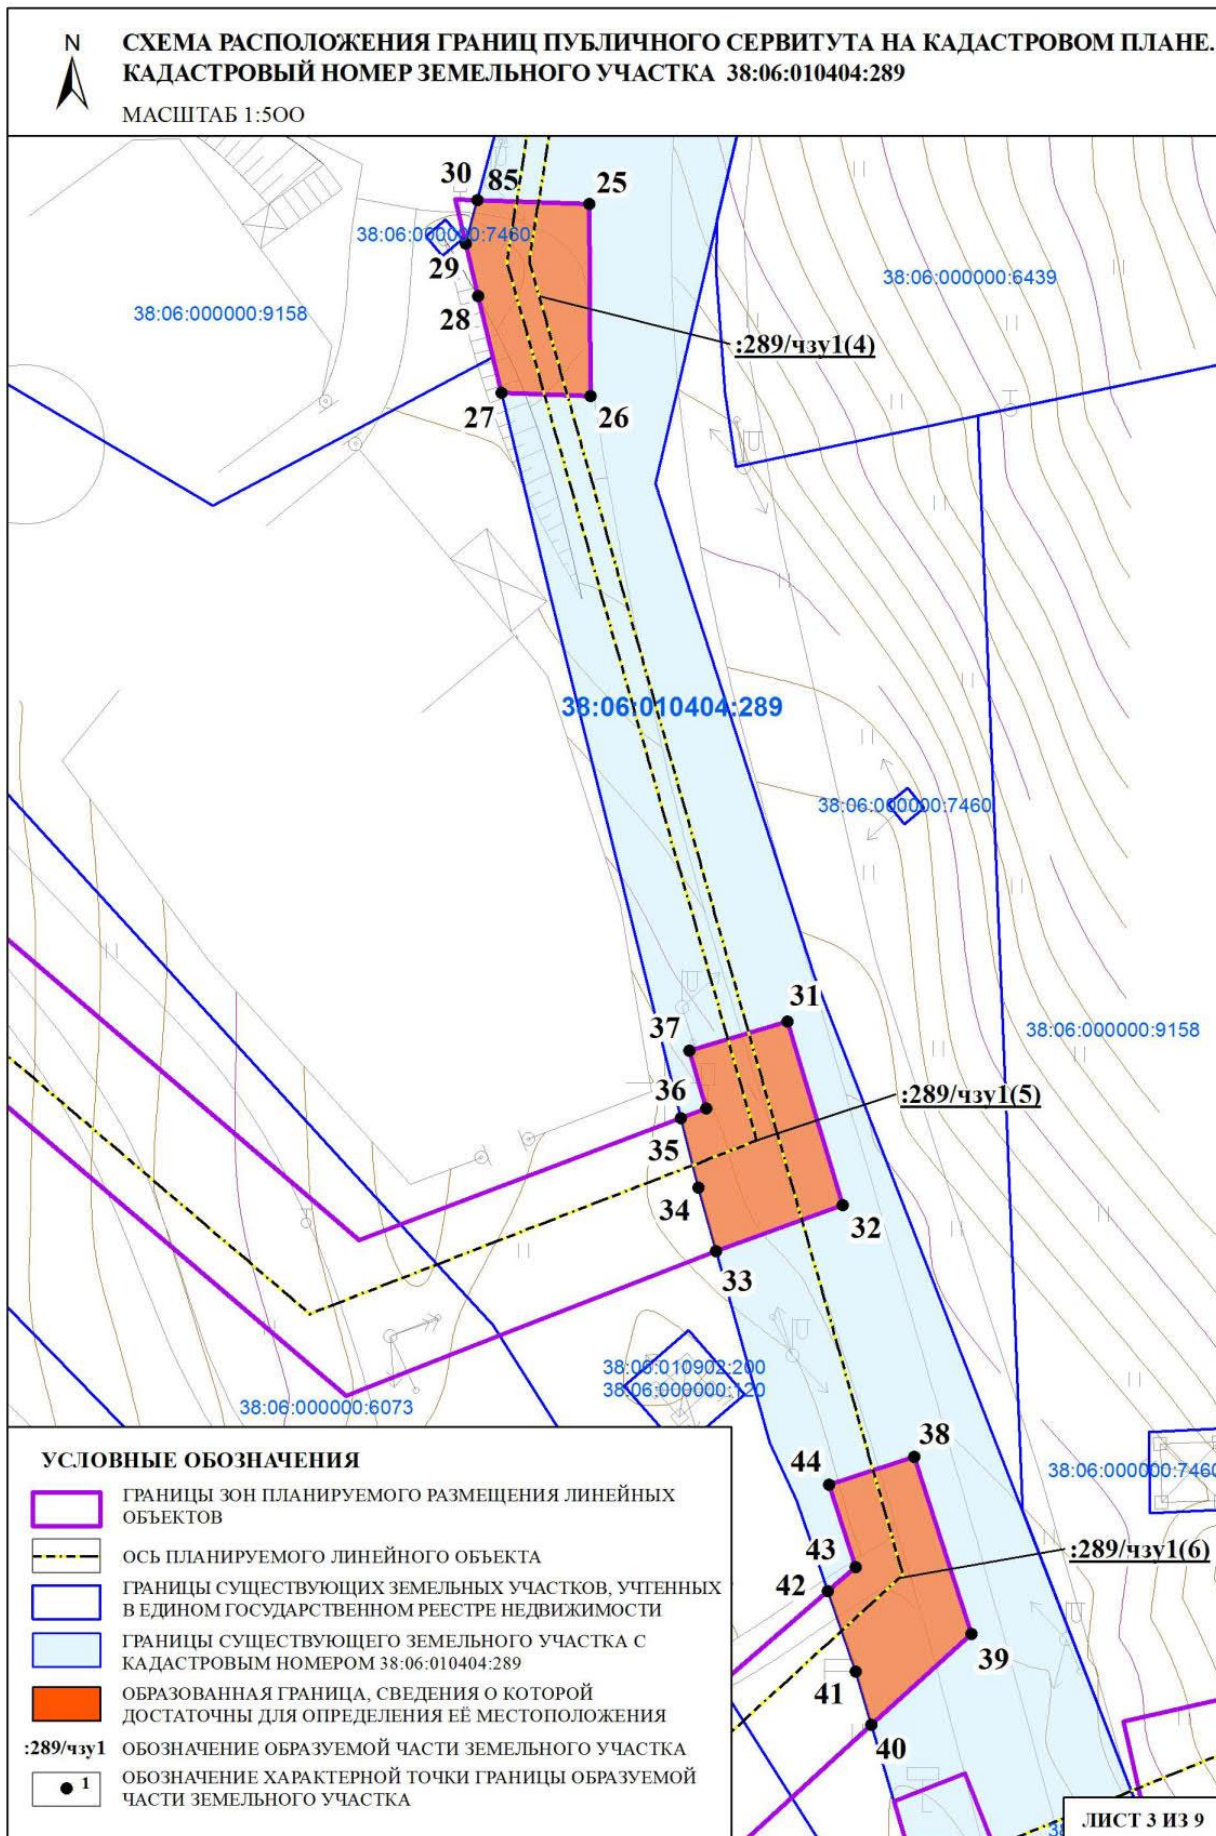 N
СХЕМА РАСПОЛОЖЕНИЯ ГРАНИЦ ПУБЛИЧНОГО СЕРВИТУТА НА КАДАСТРОВОМ ПЛАНЕ.
КАДАСТРОВЫЙ НОМЕР ЗЕМЕЛЬНОГО УЧАСТКА 38:06:010404:289
МАСШТАБ 1:5ОО
30
85
25
38:06:000000:7460
29
38:06:000000:6439
28
38:06:000000:9158
:289/чзу1(4)
27
26
38:06:010404:289
38:06:000000:7460
31
37
38:06:000000:9158
36
:289/чзу1(5)
35
34
32
33
38:06:010902:200
38:06:000000:120
38:06:000000:6073
38
44
38:06:000000:7460
43
:289/чзу1(6)
42
39
41
40
УСЛОВНЫЕ ОБОЗНАЧЕНИЯ
ГРАНИЦЫ ЗОН ПЛАНИРУЕМОГО РАЗМЕЩЕНИЯ ЛИНЕЙНЫХ
ОБЪЕКТОВ
ОСЬ ПЛАНИРУЕМОГО ЛИНЕЙНОГО ОБЪЕКТА
ГРАНИЦЫ СУЩЕСТВУЮЩИХ ЗЕМЕЛЬНЫХ УЧАСТКОВ, УЧТЕННЫХ
В ЕДИНОМ ГОСУДАРСТВЕННОМ РЕЕСТРЕ НЕДВИЖИМОСТИ
ГРАНИЦЫ СУЩЕСТВУЮЩЕГО ЗЕМЕЛЬНОГО УЧАСТКА С
КАДАСТРОВЫМ НОМЕРОМ 38:06:010404:289
ОБРАЗОВАННАЯ ГРАНИЦА, СВЕДЕНИЯ О КОТОРОЙ
ДОСТАТОЧНЫ ДЛЯ ОПРЕДЕЛЕНИЯ ЕЁ МЕСТОПОЛОЖЕНИЯ
:289/чзу1 ОБОЗНАЧЕНИЕ ОБРАЗУЕМОЙ ЧАСТИ ЗЕМЕЛЬНОГО УЧАСТКА
1 ОБОЗНАЧЕНИЕ ХАРАКТЕРНОЙ ТОЧКИ ГРАНИЦЫ ОБРАЗУЕМОЙ
ЧАСТИ ЗЕМЕЛЬНОГО УЧАСТКА
ЛИСТ 3 ИЗ 9